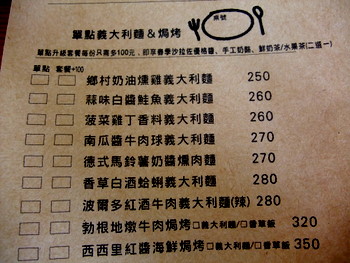 桌號
單點義大利麵&焗烤
單點升級套餐每份只需多100元，即享春季沙拉佐優格醬、手工奶酪、鮮奶茶/水果茶(二選一)
單點 套餐+100
鄉村奶油燻雞義大利麵 250
蒜味白醬鮭魚義大利麵 260
菠菜雞丁香料義大利麵 260
南瓜醬牛肉球義大利麵 270
德式馬鈴薯奶醬燻肉麵 270
香草白酒蛤蜊義大利麵 280
波爾多紅酒牛肉義大利麵(辣) 280
勃根地燉牛肉焗烤□義大利麵/□香草飯 320
西西里紅醬海鮮焗烤□義大利麵/□香草飯 350